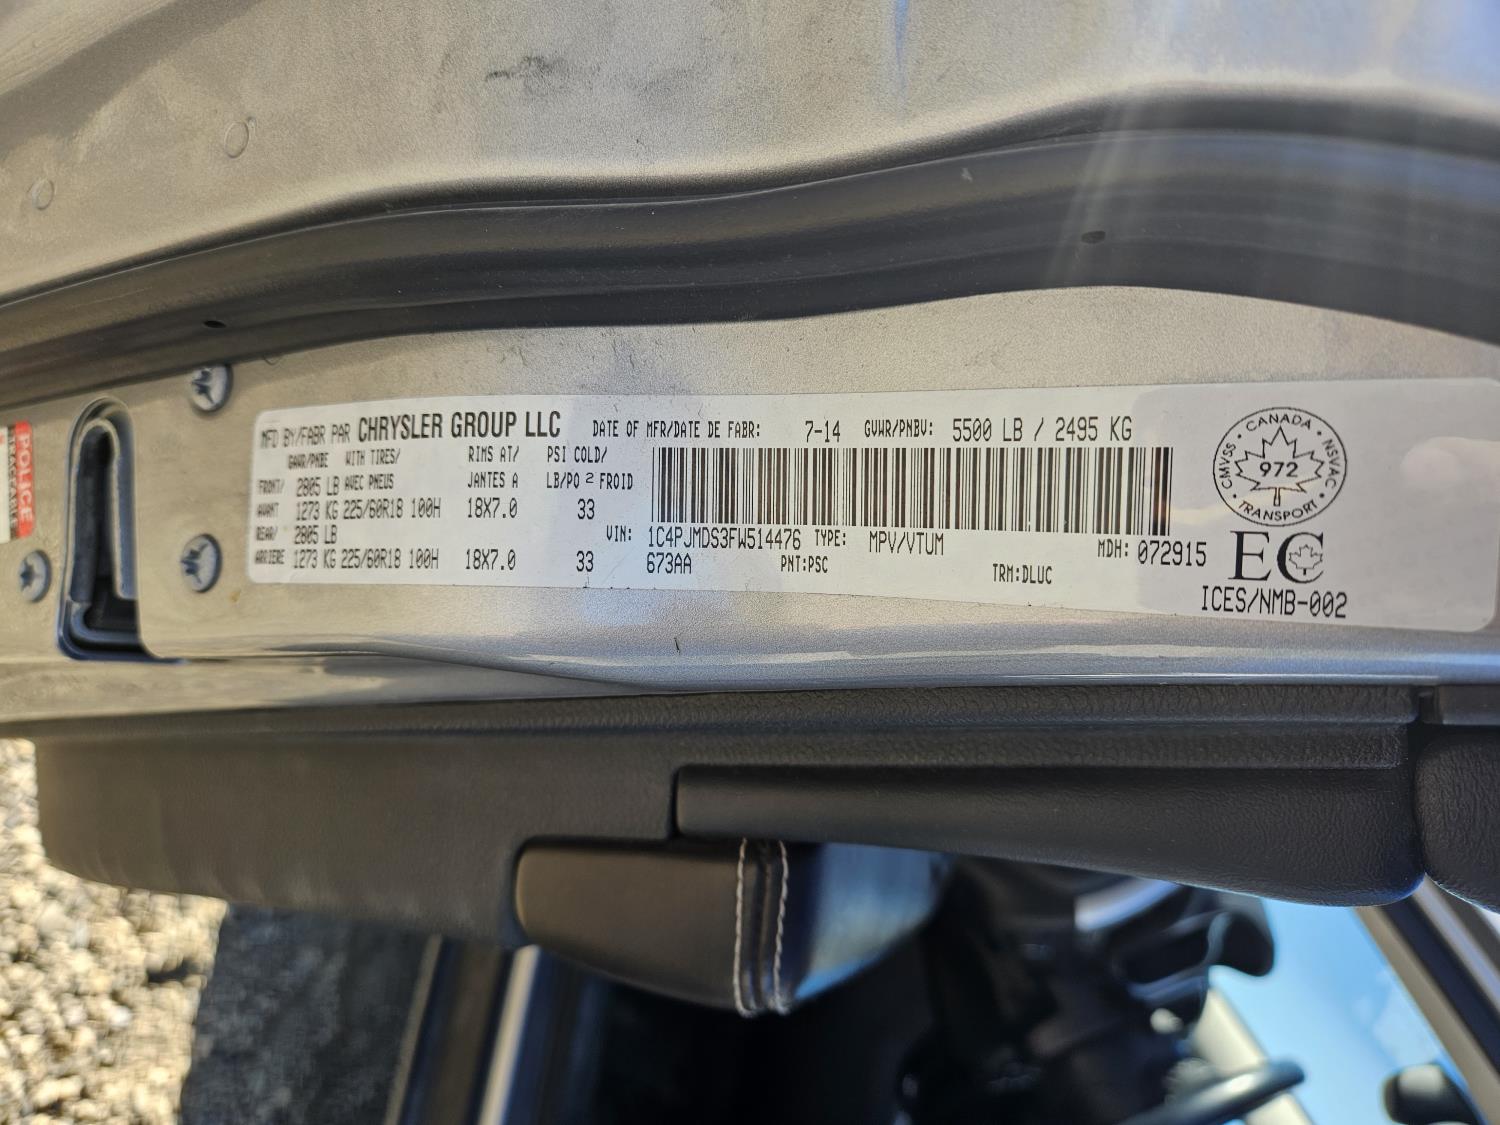 MFD BY/FABR PAR CHRYSLER GROUP LLC DATE OF MFR/DATE DE FABR: 7-14 GVWR/PNBV: 5500 LB / 2495 KG
GAWR/PNBE WITH TIRES/ RIMS AT/ PSI COLD/
FRONT/ 2805 LB AVEC PNEUS JANTES A LB/PO 2 FROID
AVANT 1273 KG 225/60R18 100H 18X7.0 33
REAR/ 2805 LB VIN: 1C4PJMDS3FW514476 TYPE: MPV/VTUM MDH: 072915
ARRIERE 1273 KG 225/60R18 100H 18X7.0 33 673AA PNT:PSC TRM:DLUC
CANADA
CMVSS 972 NSVAC
TRANSPORT
EC
ICES/NMB-002
POLICE
TRACTABLE